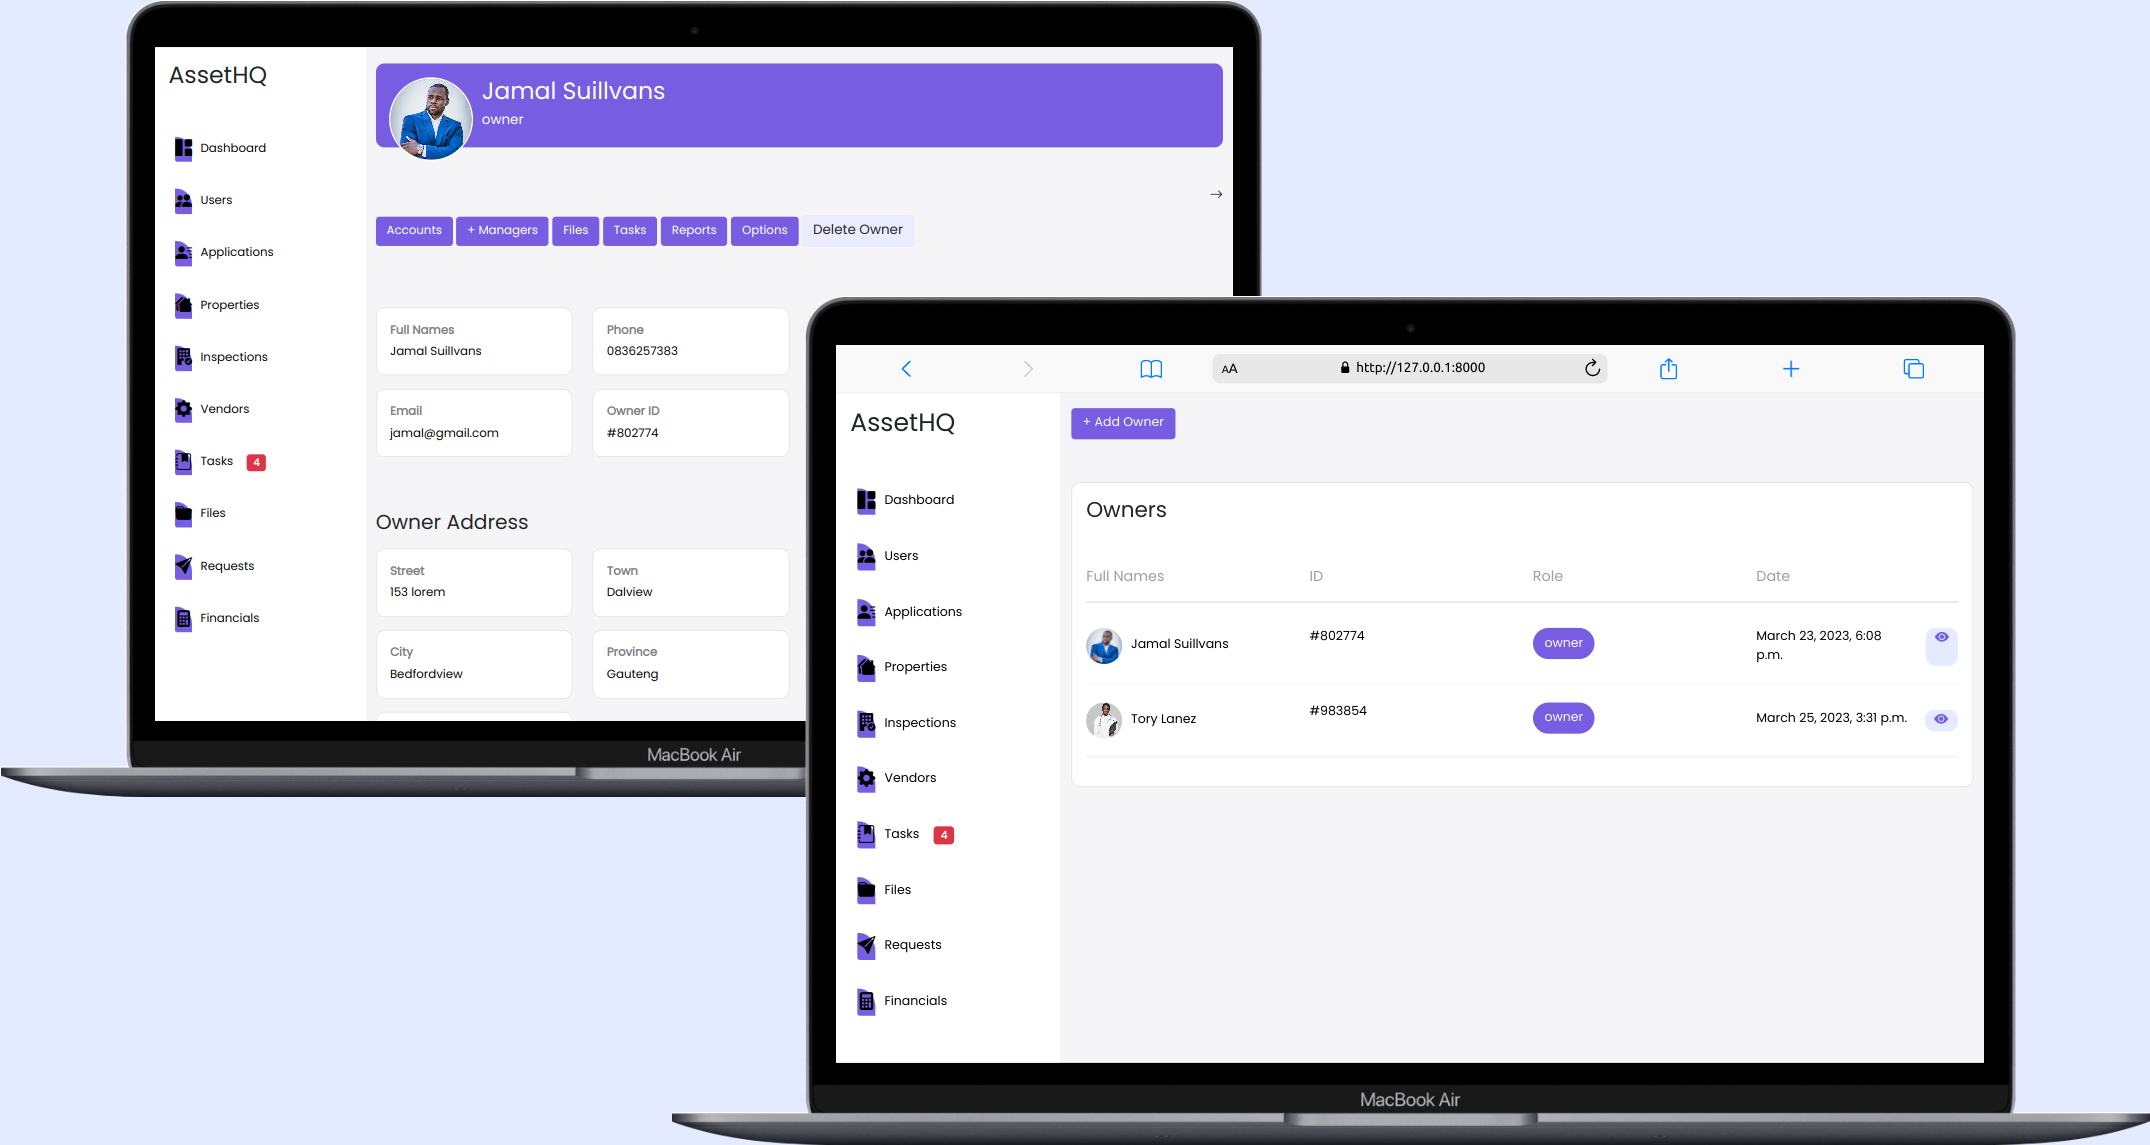 AssetHQ
Dashboard
Users
Applications
Properties
Inspections
Vendors
Tasks 4
Files
Requests
Financials
Jamal Suillvans
owner
Accounts + Managers Files Tasks Reports Options Delete Owner
Full Names
Jamal Suillvans
Phone
0836257383
Email
jamal@gmail.com
Owner ID
#802774
Owner Address
Street
153 lorem
Town
Dalview
City
Bedfordview
Province
Gauteng
MacBook Air
AA http://127.0.0.1:8000
AssetHQ
Dashboard
Users
Applications
Properties
Inspections
Vendors
Tasks 4
Files
Requests
Financials
+ Add Owner
Owners
Full Names ID Role Date
Jamal Suillvans #802774 owner March 23, 2023, 6:08
p.m.
Tory Lanez #983854 owner March 25, 2023, 3:31 p.m.
MacBook Air